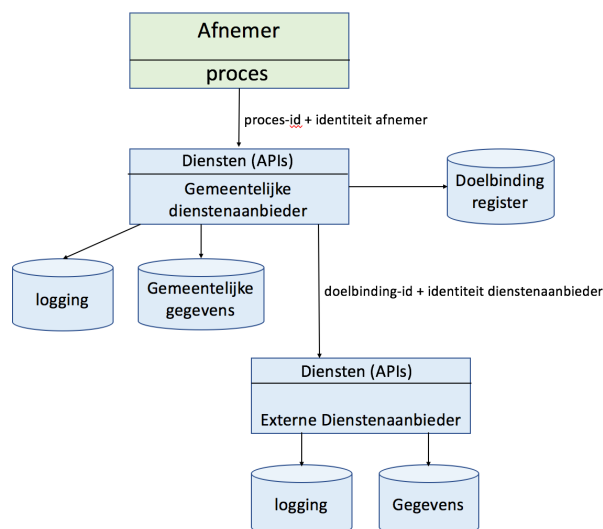 Afnemer
proces
proces-id + identiteit afnemer
Diensten (APIs)
Gemeentelijke
dienstenaanbieder
Doelbinding
register
logging
Gemeentelijke
gegevens
doelbinding-id + identiteit dienstenaanbieder
Diensten (APIs)
Externe Dienstenaanbieder
logging
Gegevens